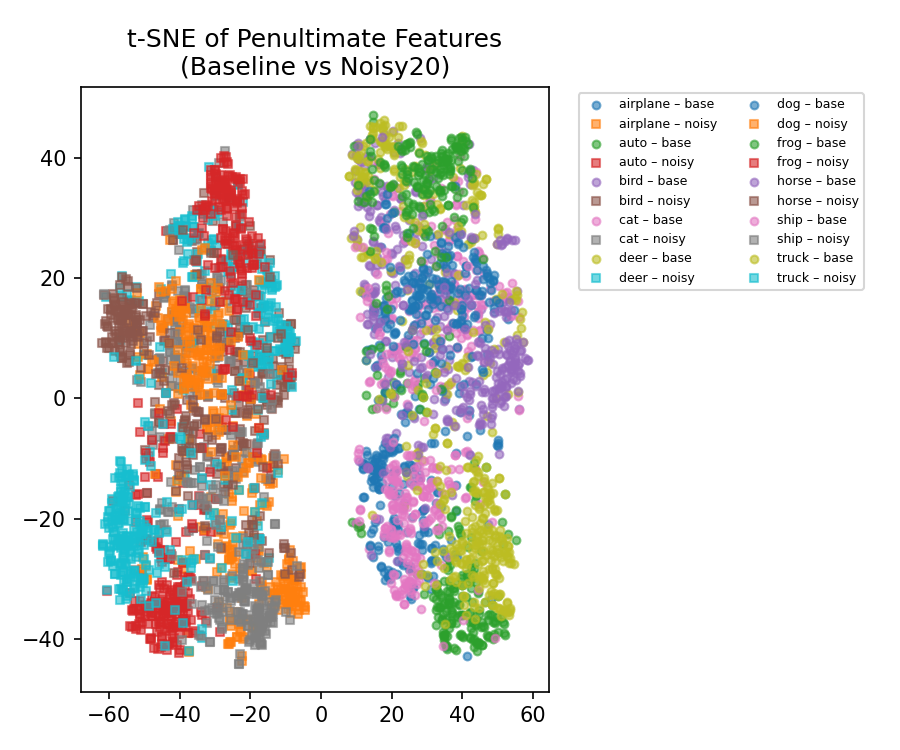 t-SNE of Penultimate Features
(Baseline vs Noisy20)
40
20
0
−20
−40
−60 −40 −20 0 20 40 60
airplane – base
airplane – noisy
auto – base
auto – noisy
bird – base
bird – noisy
cat – base
cat – noisy
deer – base
deer – noisy
dog – base
dog – noisy
frog – base
frog – noisy
horse – base
horse – noisy
ship – base
ship – noisy
truck – base
truck – noisy